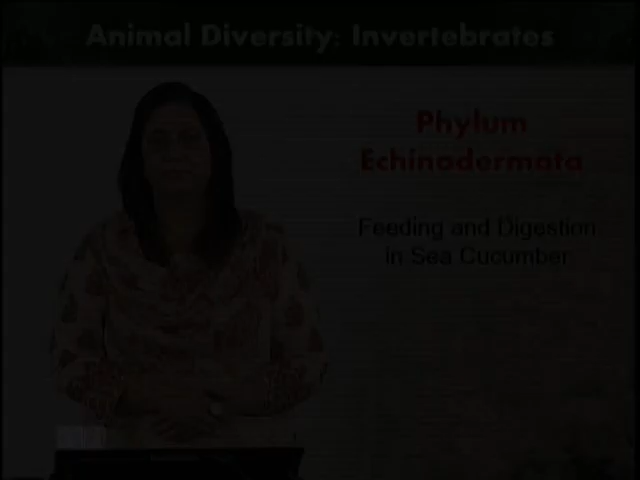 Animal Diversity: Invertebrates
Phylum
Echinodermata
Feeding and Digestion
in Sea Cucumber